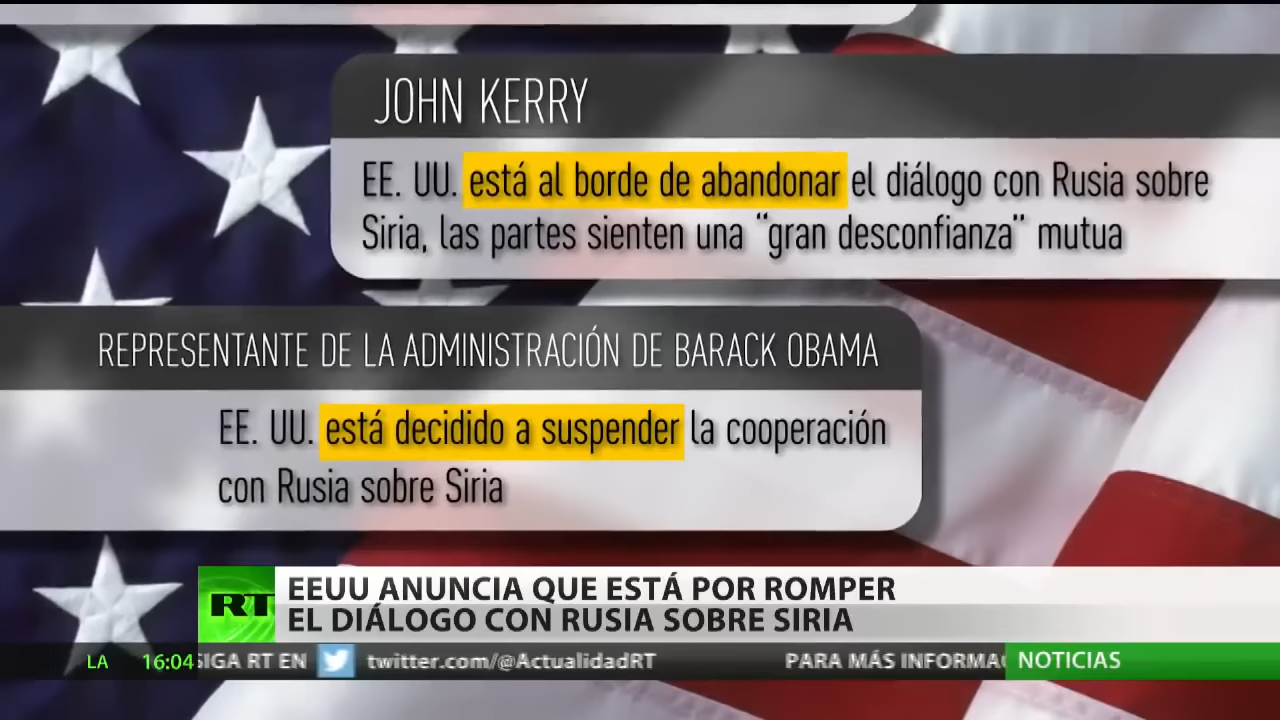 JOHN KERRY
EE. UU. está al borde de abandonar el diálogo con Rusia sobre
Siria, las partes sienten una “gran desconfianza” mutua
REPRESENTANTE DE LA ADMINISTRACIÓN DE BARACK OBAMA
EE. UU. está decidido a suspender la cooperación
con Rusia sobre Siria
RT
EEUU ANUNCIA QUE ESTÁ POR ROMPER
EL DIÁLOGO CON RUSIA SOBRE SIRIA
LA 16:04 SIGA RT EN twitter.com/@ActualidadRT PARA MÁS NOTICIAS